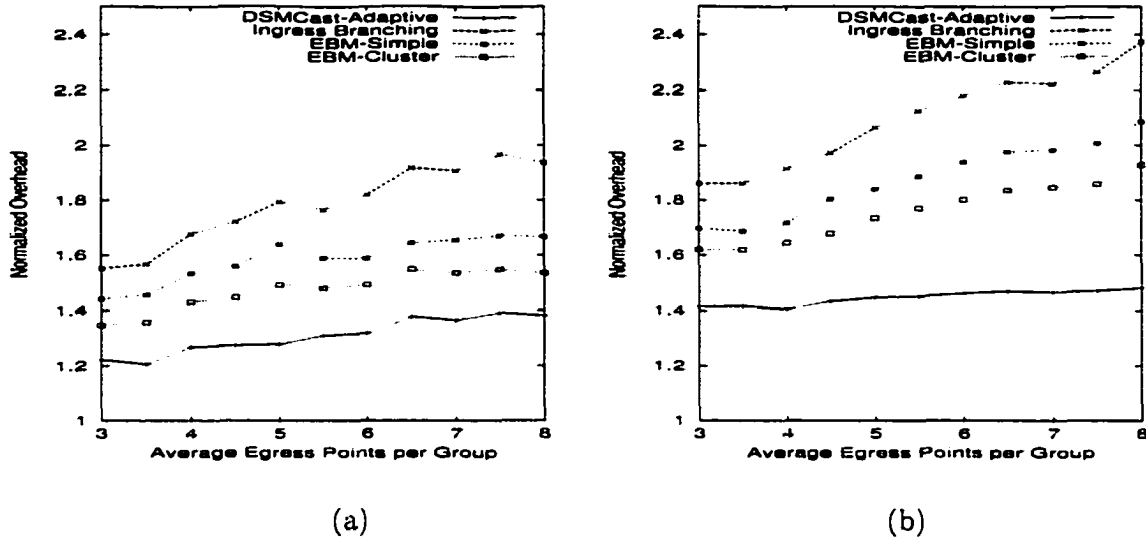 DSMCast-Adaptive
Ingress Branching
EBM-Simple
EBM-Cluster
2.4
2.2
2
1.8
1.6
1.4
1.2
1
Normalized Overhead
3 4 5 6 7 8
Average Egress Points per Group
(a)
DSMCast-Adaptive
Ingress Branching
EBM-Simple
EBM-Cluster
2.4
2.2
2
1.8
1.6
1.4
1.2
1
Normalized Overhead
3 4 5 6 7 8
Average Egress Points per Group
(b)